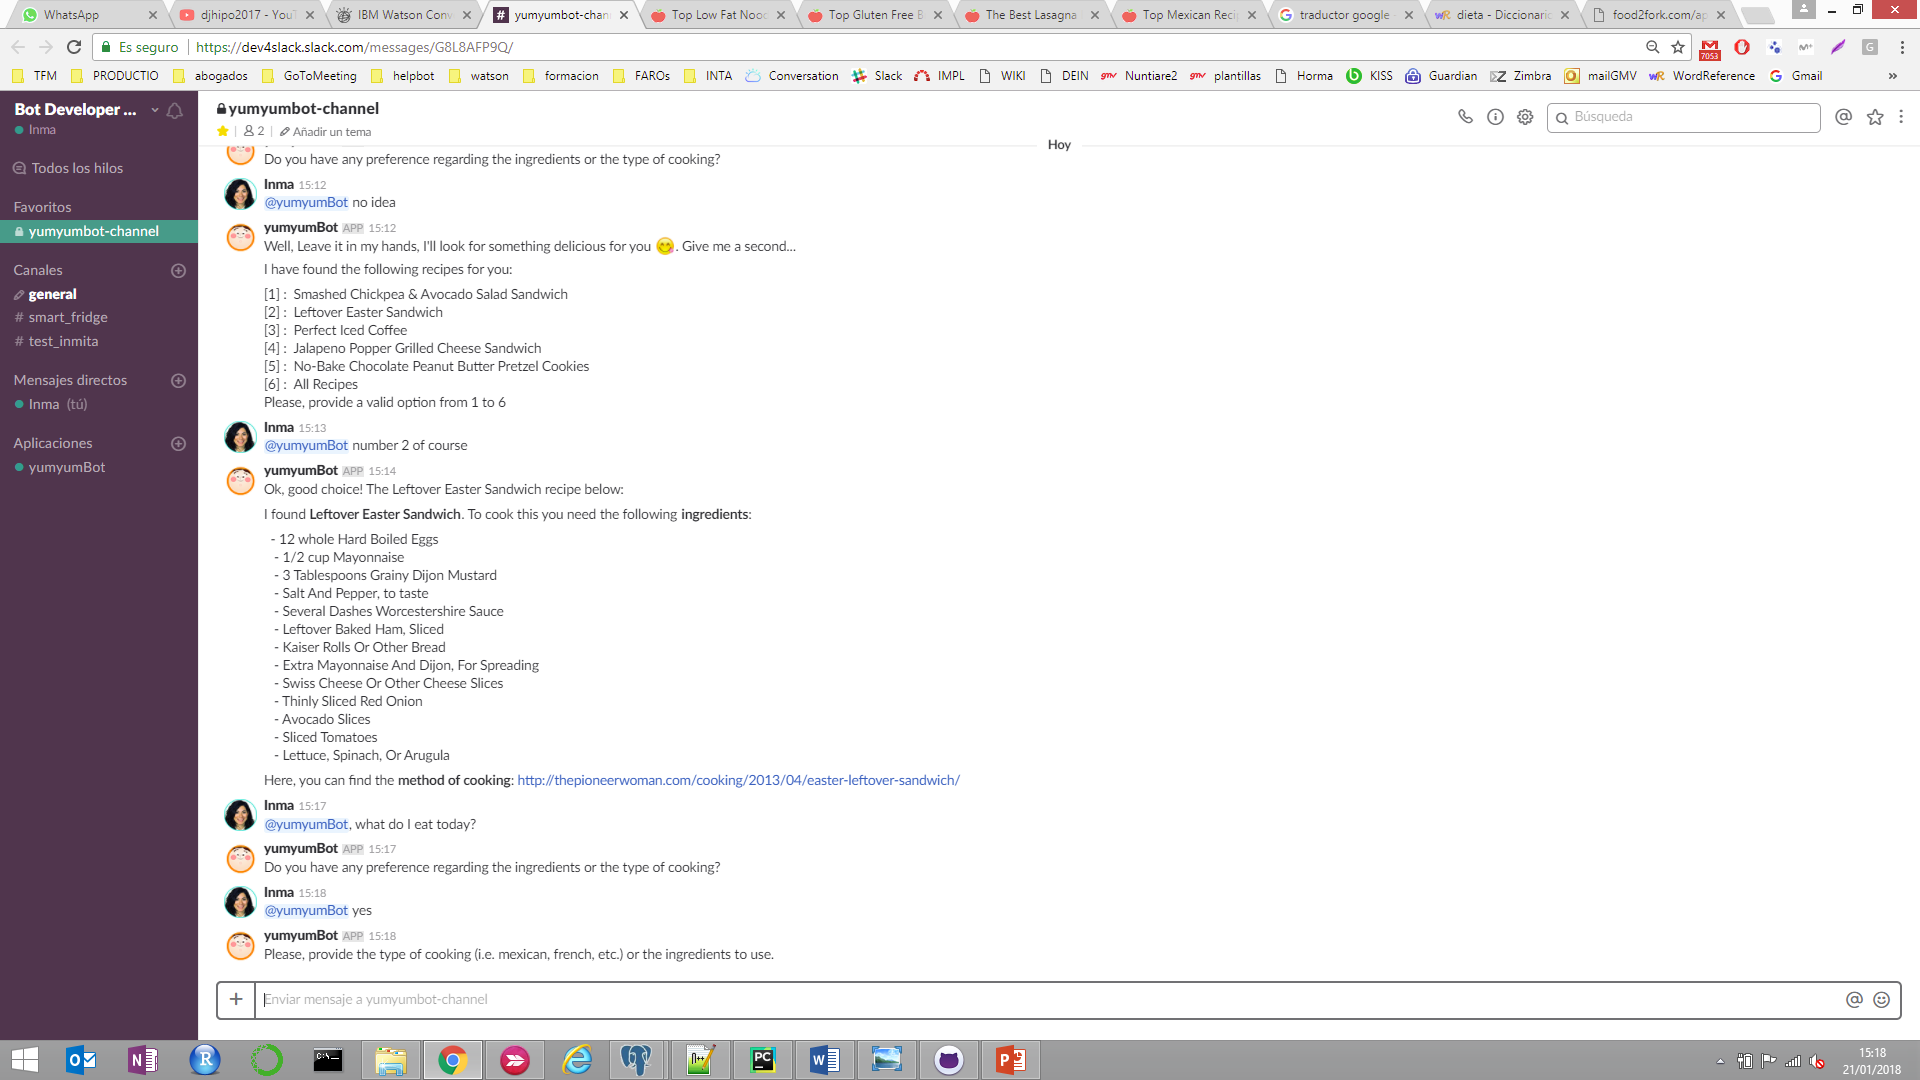 WhatsApp
djhipo2017 - YouT
IBM Watson Conv
yumyumbot-chan
Top Low Fat Nood
Top Gluten Free B
The Best Lasagna
Top Mexican Reci
traductor google -
dieta - Diccionario
food2fork.com/ap
Es seguro
https://dev4slack.slack.com/messages/G8L8AFP9Q/
7053
TFM
PRODUCTIO
abogados
GoToMeeting
helpbot
watson
formacion
FAROs
INTA
Conversation
Slack
IMPL
WIKI
DEIN
Nuntiare2
plantillas
Horma
KISS
Guardian
Zimbra
mailGMV
WordReference
Gmail
»
Bot Developer ...
Inma
Todos los hilos
Favoritos
yumyumbot-channel
Canales
general
# smart_fridge
# test_inmita
Mensajes directos
Inma (tú)
Aplicaciones
yumyumBot
yumyumbot-channel
2
Añadir un tema
Búsqueda
Hoy
Do you have any preference regarding the ingredients or the type of cooking?
Inma 15:12
@yumyumBot no idea
yumyumBot APP 15:12
Well, Leave it in my hands, I'll look for something delicious for you 😋. Give me a second...
I have found the following recipes for you:
[1] : Smashed Chickpea & Avocado Salad Sandwich
[2] : Leftover Easter Sandwich
[3] : Perfect Iced Coffee
[4] : Jalapeno Popper Grilled Cheese Sandwich
[5] : No-Bake Chocolate Peanut Butter Pretzel Cookies
[6] : All Recipes
Please, provide a valid option from 1 to 6
Inma 15:13
@yumyumBot number 2 of course
yumyumBot APP 15:14
Ok, good choice! The Leftover Easter Sandwich recipe below:
I found Leftover Easter Sandwich. To cook this you need the following ingredients:
- 12 whole Hard Boiled Eggs
- 1/2 cup Mayonnaise
- 3 Tablespoons Grainy Dijon Mustard
- Salt And Pepper, to taste
- Several Dashes Worcestershire Sauce
- Leftover Baked Ham, Sliced
- Kaiser Rolls Or Other Bread
- Extra Mayonnaise And Dijon, For Spreading
- Swiss Cheese Or Other Cheese Slices
- Thinly Sliced Red Onion
- Avocado Slices
- Sliced Tomatoes
- Lettuce, Spinach, Or Arugula
Here, you can find the method of cooking: http://thepioneerwoman.com/cooking/2013/04/easter-leftover-sandwich/
Inma 15:17
@yumyumBot, what do I eat today?
yumyumBot APP 15:17
Do you have any preference regarding the ingredients or the type of cooking?
Inma 15:18
@yumyumBot yes
yumyumBot APP 15:18
Please, provide the type of cooking (i.e. mexican, french, etc.) or the ingredients to use.
Enviar mensaje a yumyumbot-channel
15:18
21/01/2018